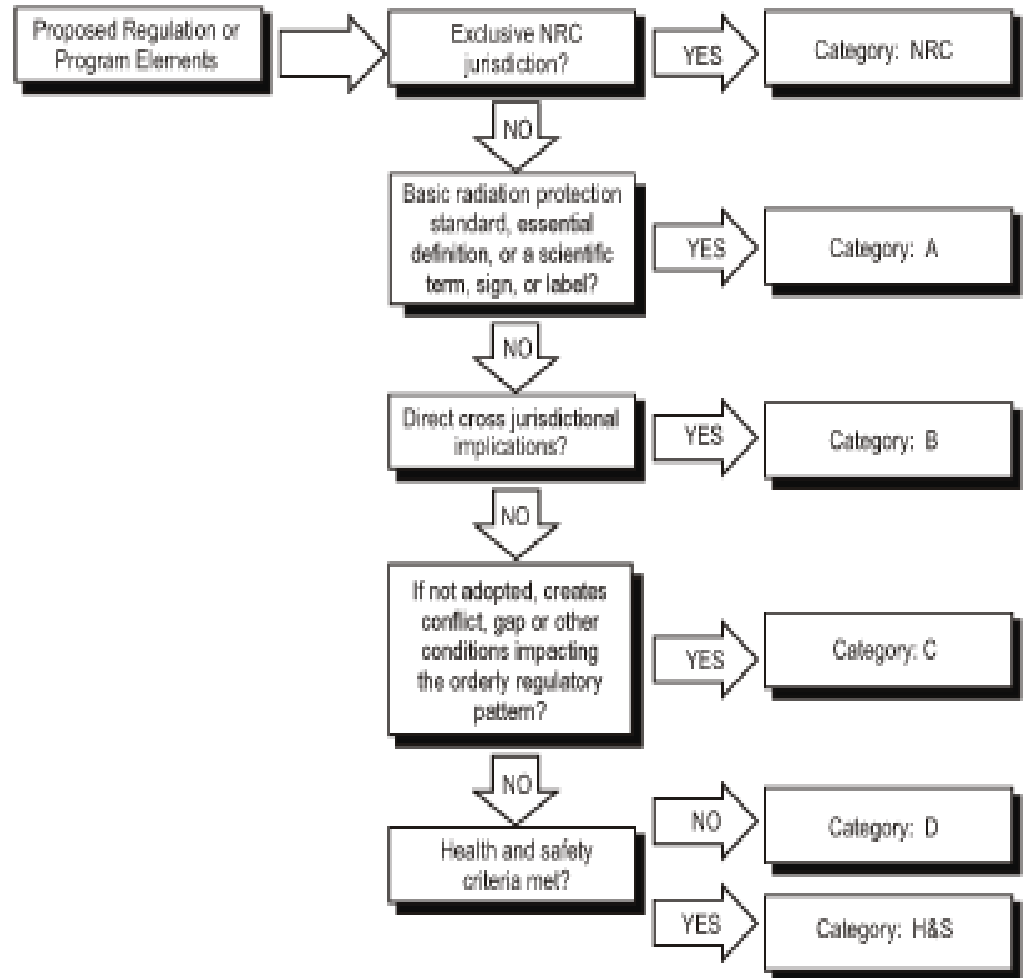 Proposed Regulation or
Program Elements
Exclusive NRC
jurisdiction?
YES
Category: NRC
NO
Basic radiation protection
standard, essential
definition, or a scientific
term, sign, or label?
YES
Category: A
NO
Direct cross jurisdictional
implications?
YES
Category: B
NO
If not adopted, creates
conflict, gap or other
conditions impacting
the orderly regulatory
pattern?
YES
Category: C
NO
Health and safety
criteria met?
NO
Category: D
YES
Category: H&S